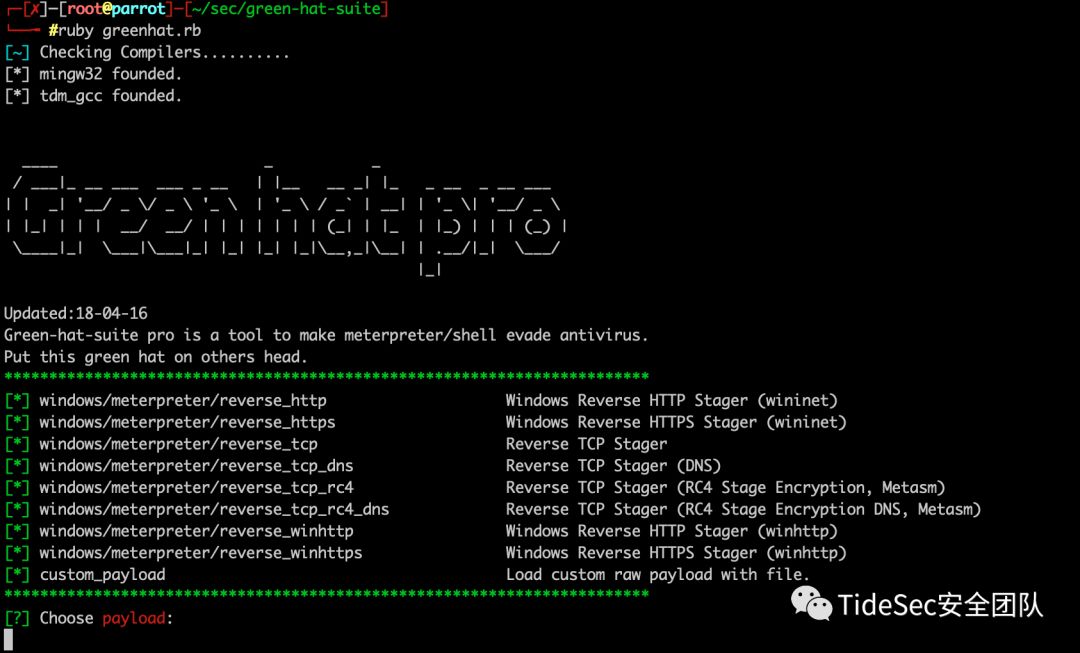 ┌─[✗]─[root@parrot]─[~/sec/green-hat-suite]
└──╼ #ruby greenhat.rb
[~] Checking Compilers..........
[*] mingw32 founded.
[*] tdm_gcc founded.
Green hat pro
Updated:18-04-16
Green-hat-suite pro is a tool to make meterpreter/shell evade antivirus.
Put this green hat on others head.
************************************************************************
[*] windows/meterpreter/reverse_http Windows Reverse HTTP Stager (wininet)
[*] windows/meterpreter/reverse_https Windows Reverse HTTPS Stager (wininet)
[*] windows/meterpreter/reverse_tcp Reverse TCP Stager
[*] windows/meterpreter/reverse_tcp_dns Reverse TCP Stager (DNS)
[*] windows/meterpreter/reverse_tcp_rc4 Reverse TCP Stager (RC4 Stage Encryption, Metasm)
[*] windows/meterpreter/reverse_tcp_rc4_dns Reverse TCP Stager (RC4 Stage Encryption DNS, Metasm)
[*] windows/meterpreter/reverse_winhttp Windows Reverse HTTP Stager (winhttp)
[*] windows/meterpreter/reverse_winhttps Windows Reverse HTTPS Stager (winhttp)
[*] custom_payload Load custom raw payload with file.
************************************************************************
[?] Choose payload:
TideSec安全团队